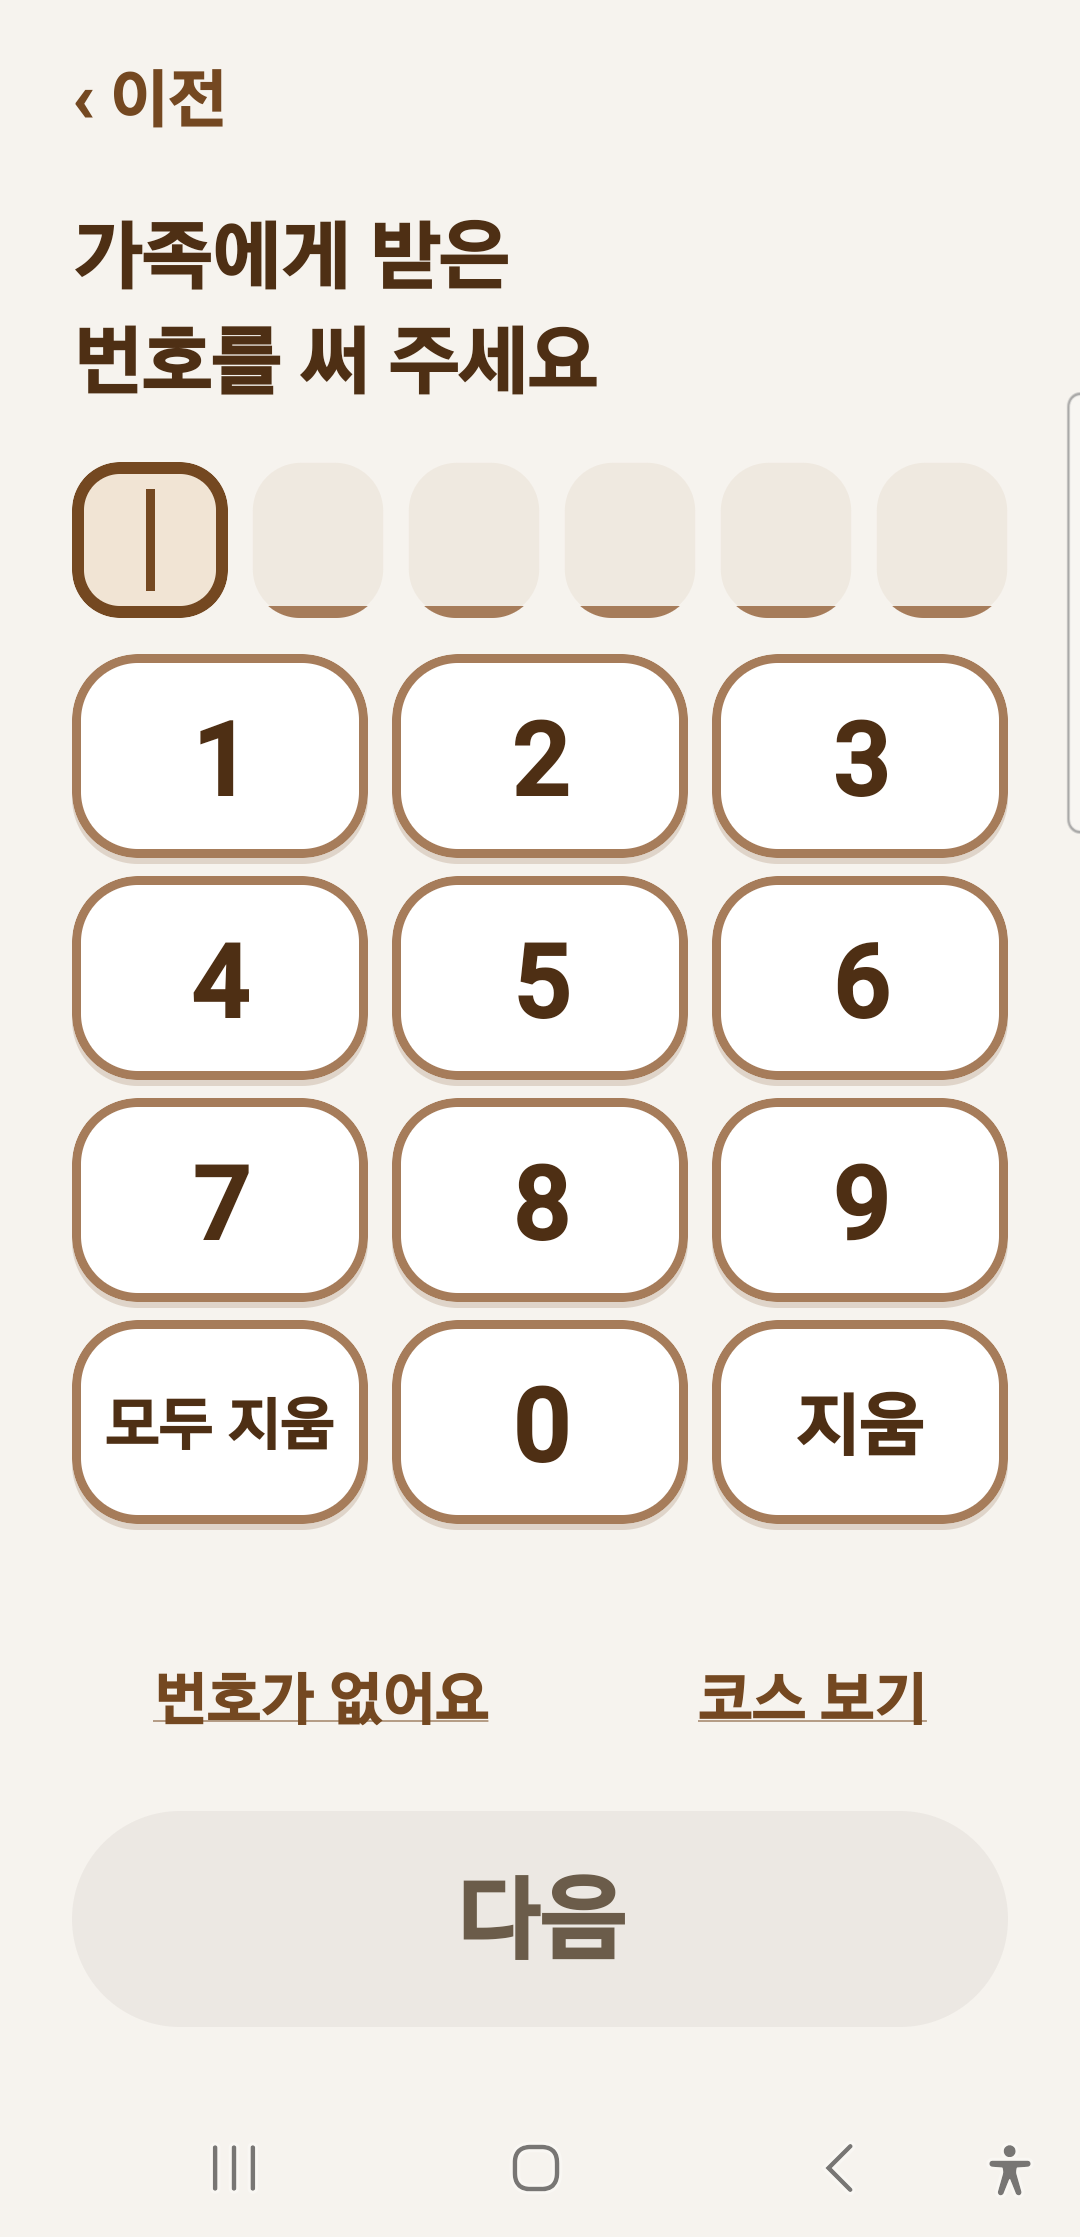 ‹ 이전
가족에게 받은
번호를 써 주세요
1 2 3
4 5 6
7 8 9
모두 지움 0 지움
번호가 없어요 코스 보기
다음